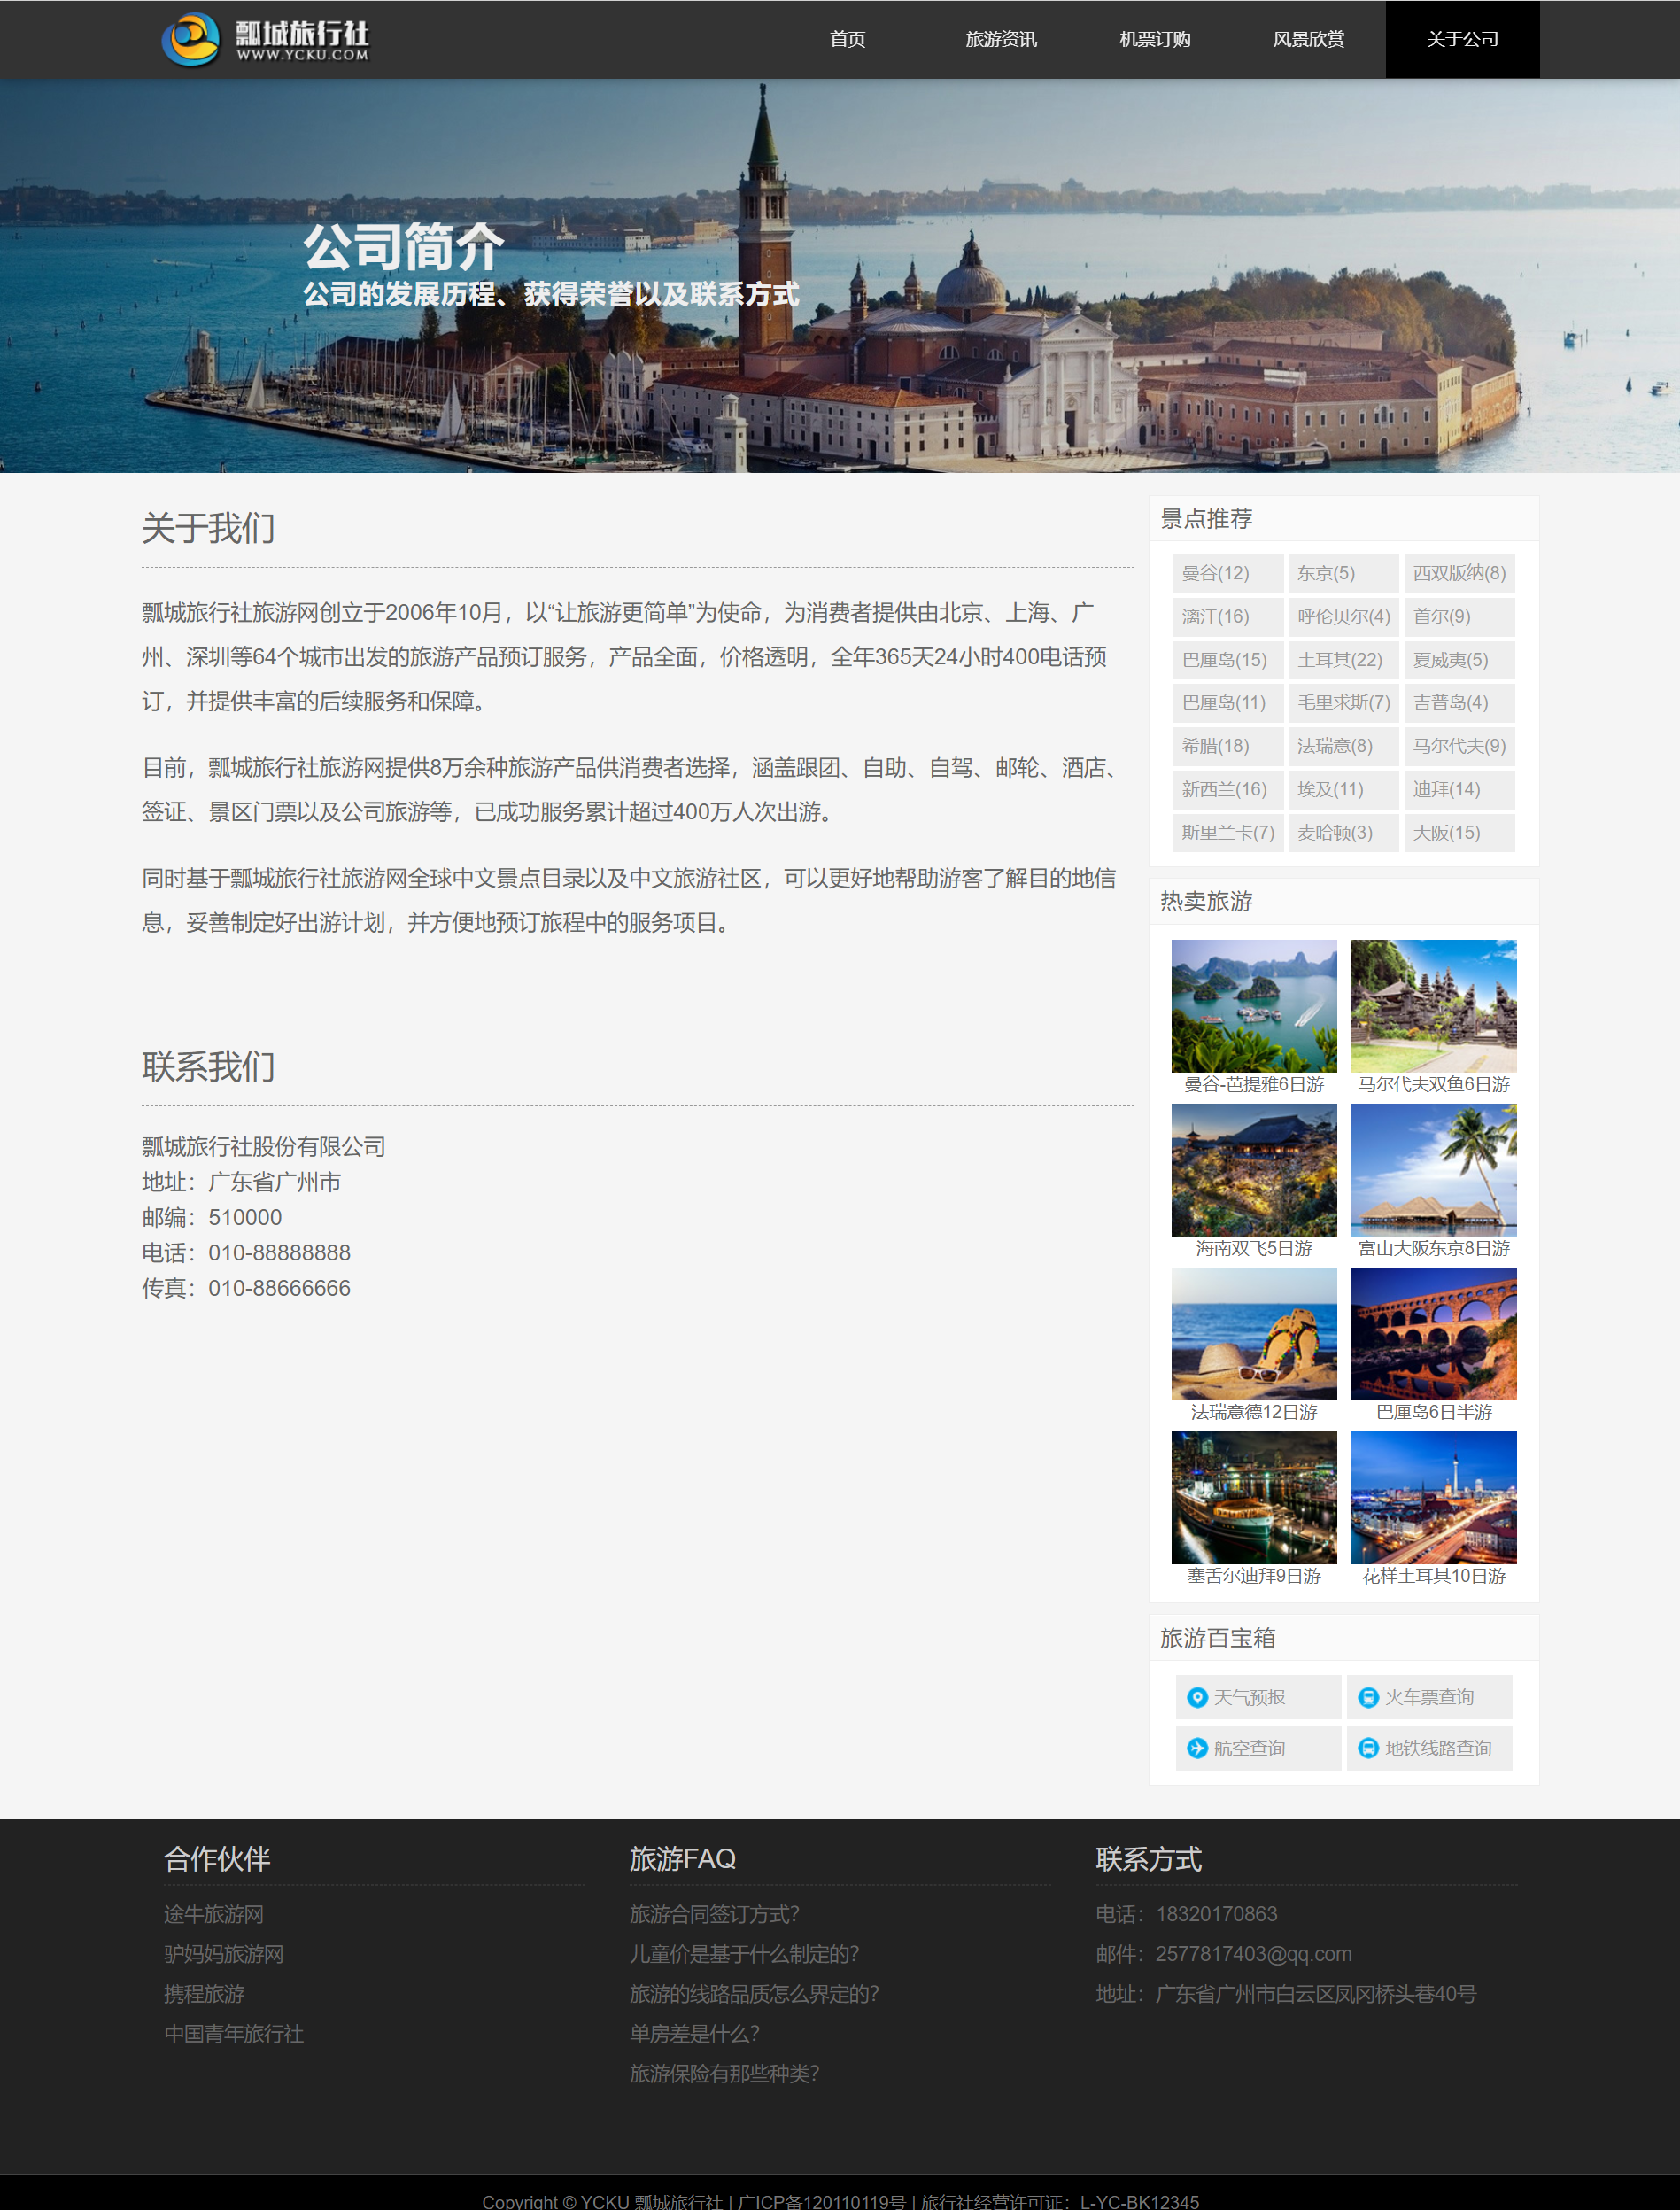 瓢城旅行社
WWW.YCKU.COM
首页
旅游资讯
机票订购
风景欣赏
关于公司
公司简介
公司的发展历程、获得荣誉以及联系方式
关于我们
瓢城旅行社旅游网创立于2006年10月，以“让旅游更简单”为使命，为消费者提供由北京、上海、广
州、深圳等64个城市出发的旅游产品预订服务，产品全面，价格透明，全年365天24小时400电话预
订，并提供丰富的后续服务和保障。
目前，瓢城旅行社旅游网提供8万余种旅游产品供消费者选择，涵盖跟团、自助、自驾、邮轮、酒店、
签证、景区门票以及公司旅游等，已成功服务累计超过400万人次出游。
同时基于瓢城旅行社旅游网全球中文景点目录以及中文旅游社区，可以更好地帮助游客了解目的地信
息，妥善制定好出游计划，并方便地预订旅程中的服务项目。
联系我们
瓢城旅行社股份有限公司
地址：广东省广州市
邮编：510000
电话：010-88888888
传真：010-88666666
景点推荐
曼谷(12)
东京(5)
西双版纳(8)
漓江(16)
呼伦贝尔(4)
首尔(9)
巴厘岛(15)
土耳其(22)
夏威夷(5)
巴厘岛(11)
毛里求斯(7)
吉普岛(4)
希腊(18)
法瑞意(8)
马尔代夫(9)
新西兰(16)
埃及(11)
迪拜(14)
斯里兰卡(7)
麦哈顿(3)
大阪(15)
热卖旅游
曼谷-芭提雅6日游
马尔代夫双鱼6日游
海南双飞5日游
富山大阪东京8日游
法瑞意德12日游
巴厘岛6日半游
塞舌尔迪拜9日游
花样土耳其10日游
旅游百宝箱
天气预报
火车票查询
航空查询
地铁线路查询
合作伙伴
途牛旅游网
驴妈妈旅游网
携程旅游
中国青年旅行社
旅游FAQ
旅游合同签订方式?
儿童价是基于什么制定的?
旅游的线路品质怎么界定的?
单房差是什么?
旅游保险有那些种类?
联系方式
电话：18320170863
邮件：2577817403@qq.com
地址：广东省广州市白云区凤冈桥头巷40号
Copyright © YCKU 瓢城旅行社 | 广ICP备120110119号 | 旅行社经营许可证：L-YC-BK12345